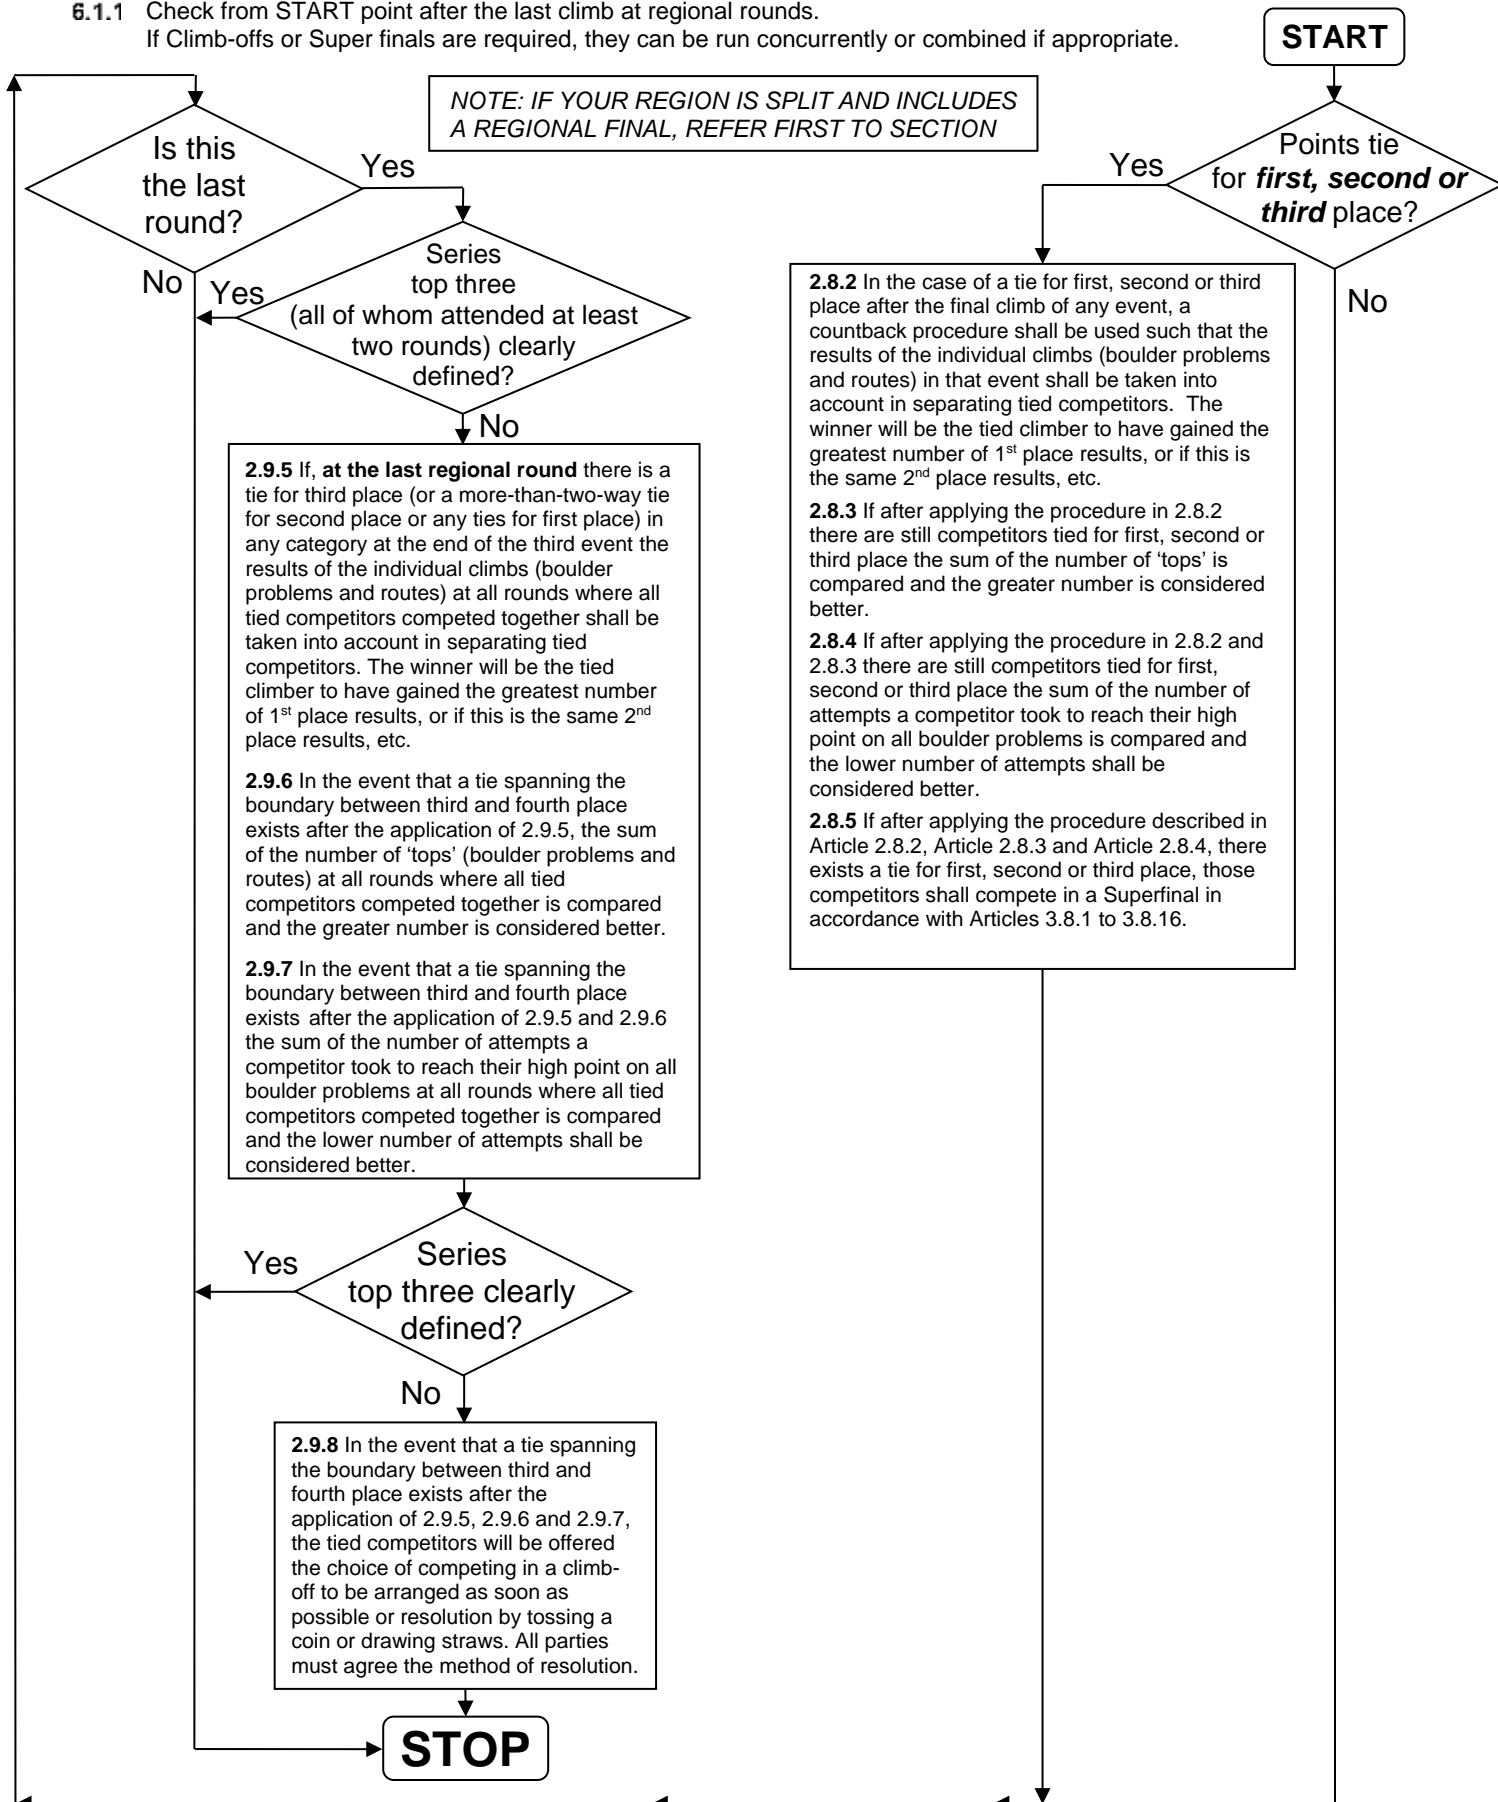 6.1.1 Check from START point after the last climb at regional rounds.
If Climb-offs or Super finals are required, they can be run concurrently or combined if appropriate.
START
NOTE: IF YOUR REGION IS SPLIT AND INCLUDES
A REGIONAL FINAL, REFER FIRST TO SECTION
Points tie
for first, second or
third place?
Yes
No
2.8.2 In the case of a tie for first, second or third
place after the final climb of any event, a
countback procedure shall be used such that the
results of the individual climbs (boulder problems
and routes) in that event shall be taken into
account in separating tied competitors. The
winner will be the tied climber to have gained the
greatest number of 1st place results, or if this is
the same 2nd place results, etc.
2.8.3 If after applying the procedure in 2.8.2
there are still competitors tied for first, second or
third place the sum of the number of ‘tops’ is
compared and the greater number is considered
better.
2.8.4 If after applying the procedure in 2.8.2 and
2.8.3 there are still competitors tied for first,
second or third place the sum of the number of
attempts a competitor took to reach their high
point on all boulder problems is compared and
the lower number of attempts shall be
considered better.
2.8.5 If after applying the procedure described in
Article 2.8.2, Article 2.8.3 and Article 2.8.4, there
exists a tie for first, second or third place, those
competitors shall compete in a Superfinal in
accordance with Articles 3.8.1 to 3.8.16.
Is this
the last
round?
Yes
No
Series
top three
(all of whom attended at least
two rounds) clearly
defined?
Yes
No
2.9.5 If, at the last regional round there is a
tie for third place (or a more-than-two-way tie
for second place or any ties for first place) in
any category at the end of the third event the
results of the individual climbs (boulder
problems and routes) at all rounds where all
tied competitors competed together shall be
taken into account in separating tied
competitors. The winner will be the tied
climber to have gained the greatest number
of 1st place results, or if this is the same 2nd
place results, etc.
2.9.6 In the event that a tie spanning the
boundary between third and fourth place
exists after the application of 2.9.5, the sum
of the number of ‘tops’ (boulder problems and
routes) at all rounds where all tied
competitors competed together is compared
and the greater number is considered better.
2.9.7 In the event that a tie spanning the
boundary between third and fourth place
exists after the application of 2.9.5 and 2.9.6
the sum of the number of attempts a
competitor took to reach their high point on all
boulder problems at all rounds where all tied
competitors competed together is compared
and the lower number of attempts shall be
considered better.
Series
top three clearly
defined?
Yes
No
2.9.8 In the event that a tie spanning
the boundary between third and
fourth place exists after the
application of 2.9.5, 2.9.6 and 2.9.7,
the tied competitors will be offered
the choice of competing in a climb-
off to be arranged as soon as
possible or resolution by tossing a
coin or drawing straws. All parties
must agree the method of resolution.
STOP